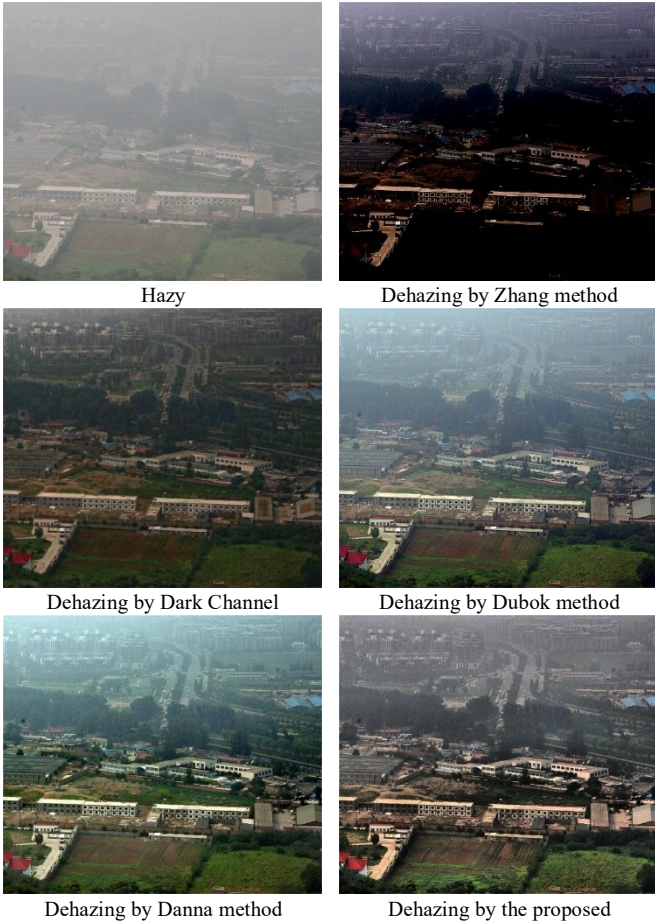 Hazy
Dehazing by Zhang method
Dehazing by Dark Channel
Dehazing by Dubok method
Dehazing by Danna method
Dehazing by the proposed